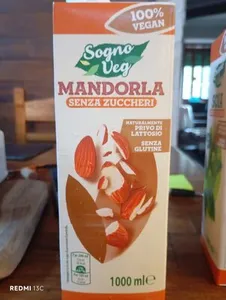 100%
VEGAN
Sogno
Veg
MANDORLA
SENZA ZUCCHERI
NATURALMENTE
PRIVO DI
LATTOSIO
SENZA
GLUTINE
1000 ml e
REDMI 13C